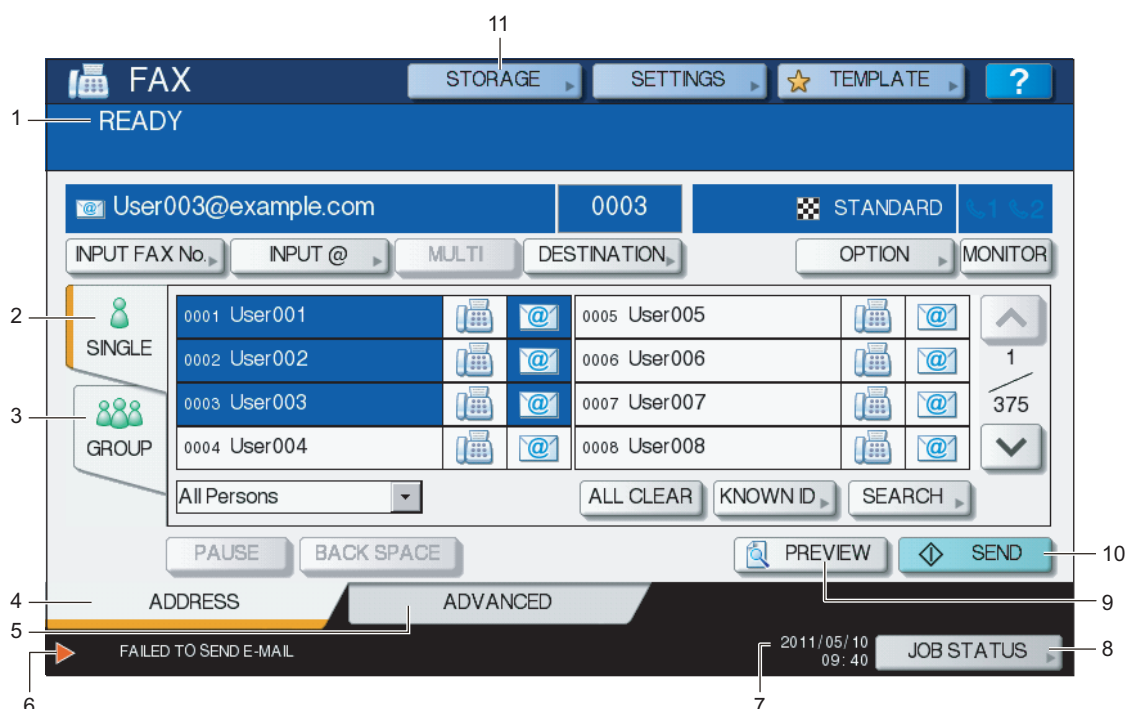 11
FAX
STORAGE
SETTINGS
TEMPLATE
?
1
READY
@ User003@example.com
0003
STANDARD
1 2
INPUT FAX No.
INPUT @
MULTI
DESTINATION
OPTION
MONITOR
2
SINGLE
0001 User001 @
0005 User005 @
0002 User002 @
0006 User006 @
1
3
GROUP
0003 User003 @
0007 User007 @
375
0004 User004 @
0008 User008 @
All Persons
ALL CLEAR
KNOWN ID
SEARCH
PAUSE
BACK SPACE
PREVIEW
SEND
10
4
ADDRESS
ADVANCED
9
5
FAILED TO SEND E-MAIL
2011/05/10
09:40
JOB STATUS
8
6
7